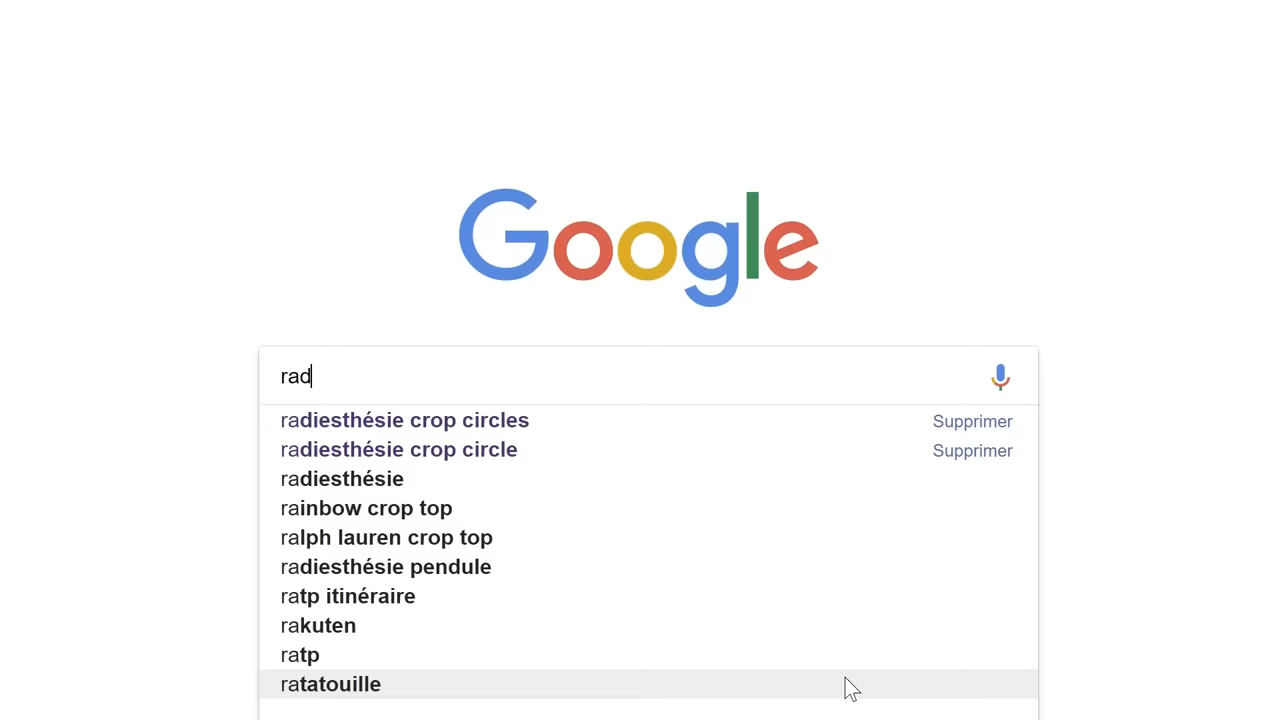 Google
rad
radiesthésie crop circles Supprimer
radiesthésie crop circle Supprimer
radiesthésie
rainbow crop top
ralph lauren crop top
radiesthésie pendule
ratp itinéraire
rakuten
ratp
ratatouille